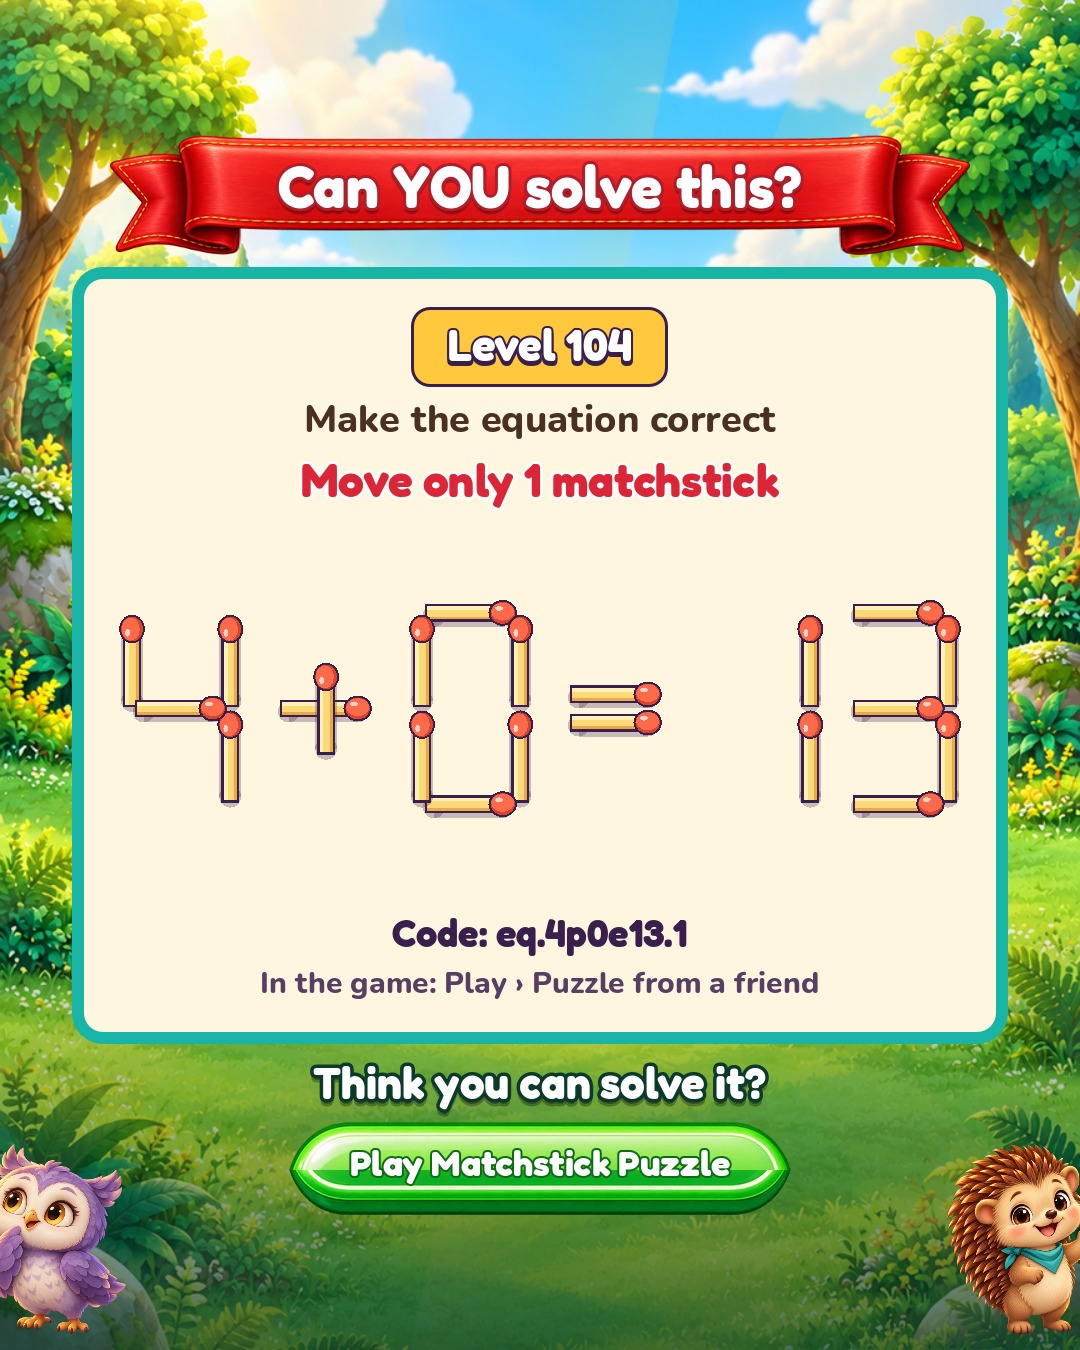 Can YOU solve this?
Level 104
Make the equation correct
Move only 1 matchstick
4+0=13
Code: eq.4p0e13.1
In the game: Play › Puzzle from a friend
Think you can solve it?
Play Matchstick Puzzle